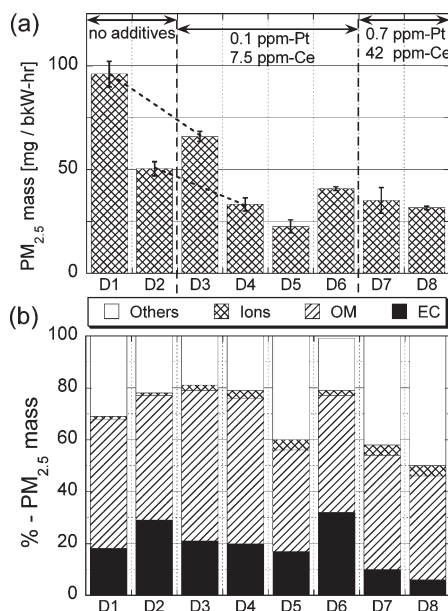 (a)
no additives
0.1 ppm-Pt
7.5 ppm-Ce
0.7 ppm-Pt
42 ppm-Ce
PM2.5 mass [mg / bkW-hr]
100
50
0
D1 D2 D3 D4 D5 D6 D7 D8
Others Ions OM EC
(b)
% - PM2.5 mass
100
80
60
40
20
0
D1 D2 D3 D4 D5 D6 D7 D8